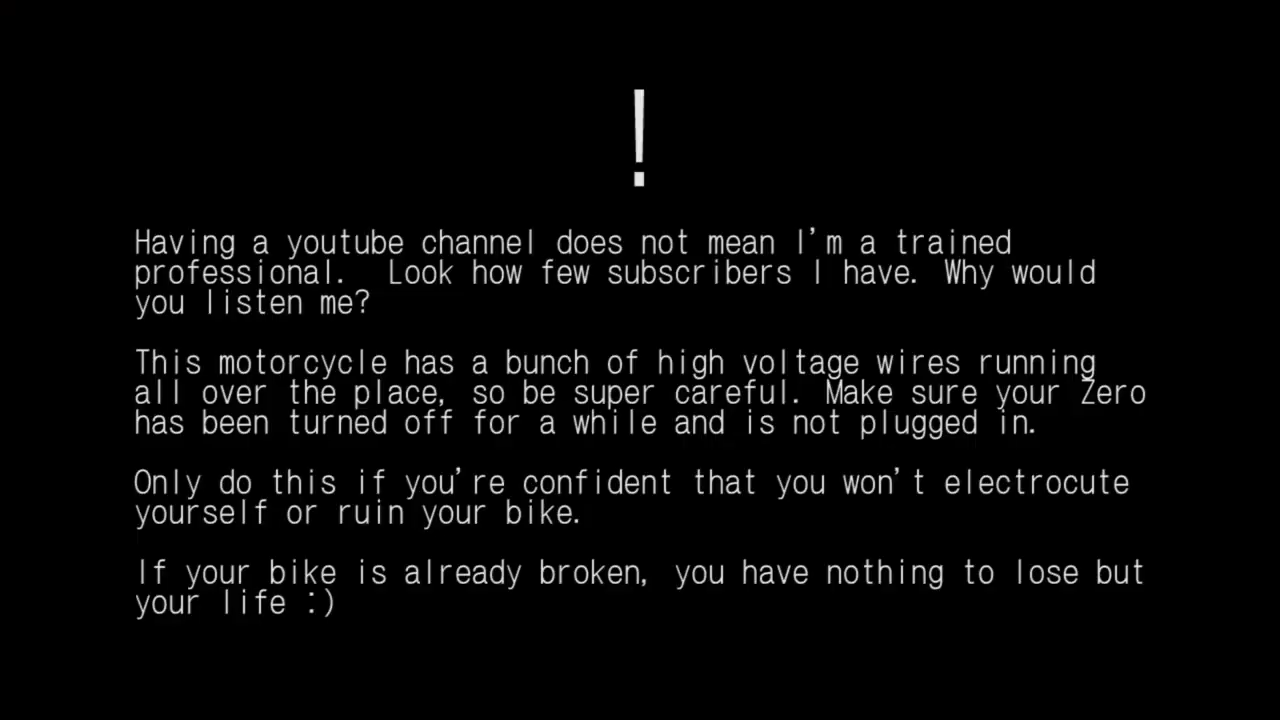 !
Having a youtube channel does not mean I'm a trained
professional.  Look how few subscribers I have. Why would
you listen me?
This motorcycle has a bunch of high voltage wires running
all over the place, so be super careful. Make sure your Zero
has been turned off for a while and is not plugged in.
Only do this if you're confident that you won't electrocute
yourself or ruin your bike.
If your bike is already broken, you have nothing to lose but
your life :)